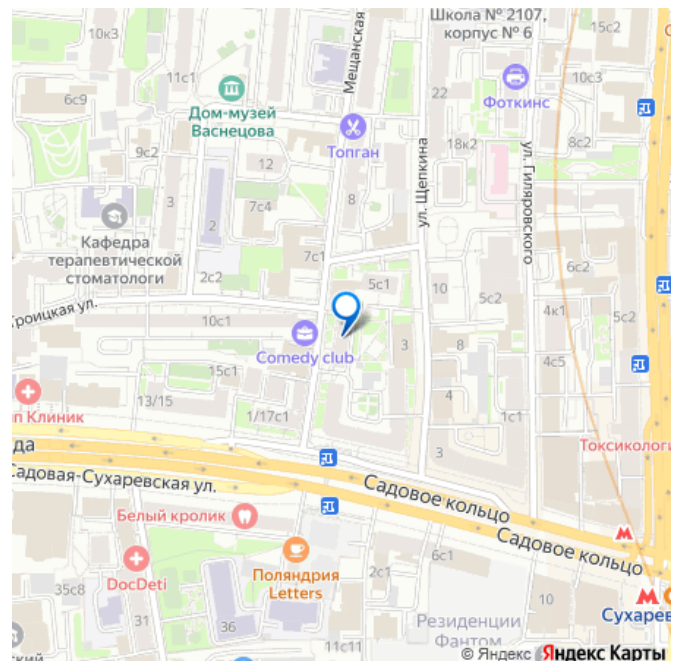 Школа № 2107,
корпус № 6
15с2
11с1
Мещанская
22
Фоткинс
10с3
6с9
Дом-музей
Васнецова
Топган
18к2
8с2
9с2
12
ул. Щепкина
ул. Гиляровского
3
2
7с4
8
Кафедра
терапевтической
стоматологи
7с1
2с2
5с1
10
5с2
6с2
4к1
5с2
Троицкая ул.
10с1
Comedy club
3
15с1
4
4с5
п Клиник
13/15
1/17с1
1с1
Токсикологи
да
3
Садовая-Сухаревская ул.
Садовое кольцо
Садовое кольцо
Белый кролик
DocDeti
Поляндрия
Letters
2с1
6с1
35с8
31
36
10
Сухарев
Резиденции
Фантом
11с11
ский
© Яндекс Яндекс Карты